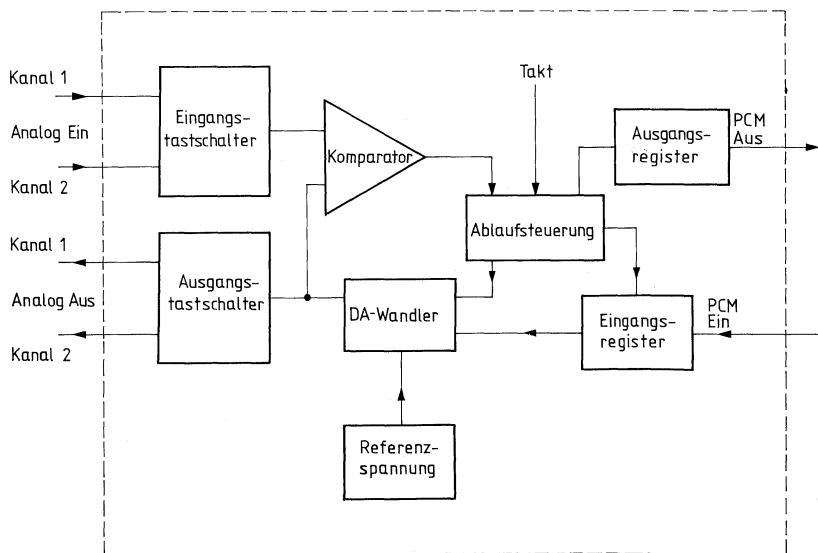 Kanal 1
Analog Ein
Kanal 2
Eingangs-
tastschalter
Komparator
Takt
Ausgangs-
register
PCM
Aus
Ablaufsteuerung
Kanal 1
Analog Aus
Kanal 2
Ausgangs-
tastschalter
DA-Wandler
Eingangs-
register
PCM
Ein
Referenz-
spannung